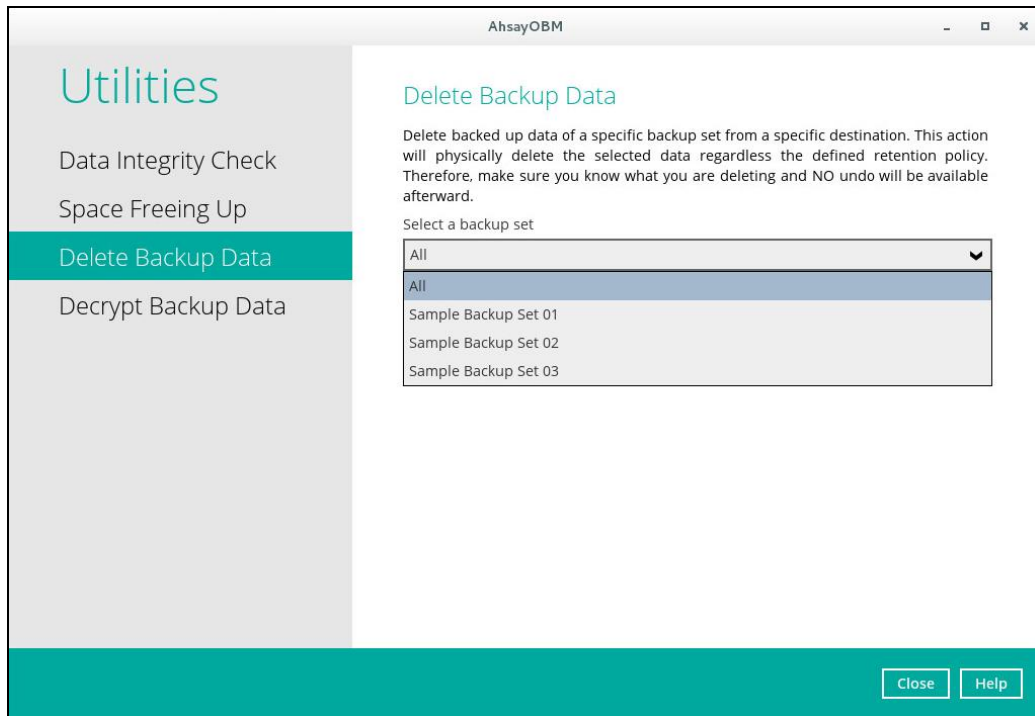 AhsayOBM
Utilities
Data Integrity Check
Space Freeing Up
Delete Backup Data
Decrypt Backup Data
Delete Backup Data
Delete backed up data of a specific backup set from a specific destination. This action
will physically delete the selected data regardless the defined retention policy.
Therefore, make sure you know what you are deleting and NO undo will be available
afterward.
Select a backup set
All
All
Sample Backup Set 01
Sample Backup Set 02
Sample Backup Set 03
Close
Help